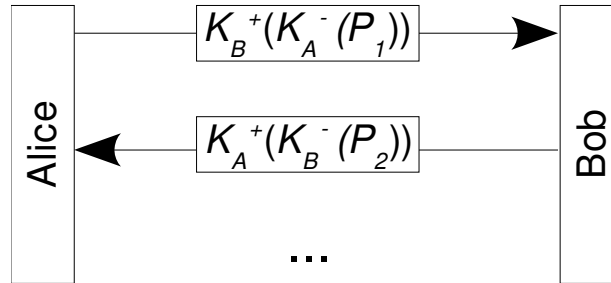 Alice
K_B^+(K_A^-(P_1))
K_A^+(K_B^-(P_2))
...
Bob